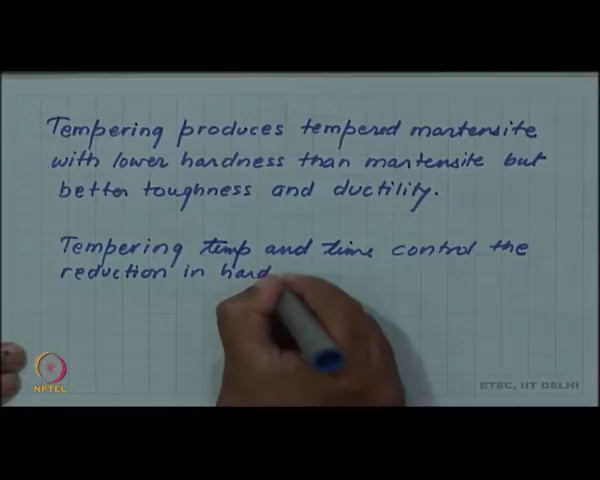 Tempering produces tempered martensite
with lower hardness than martensite but
better toughness and ductility.
Tempering temp and time control the
reduction in hard
NPTEL
ETSC, IIT DELHI